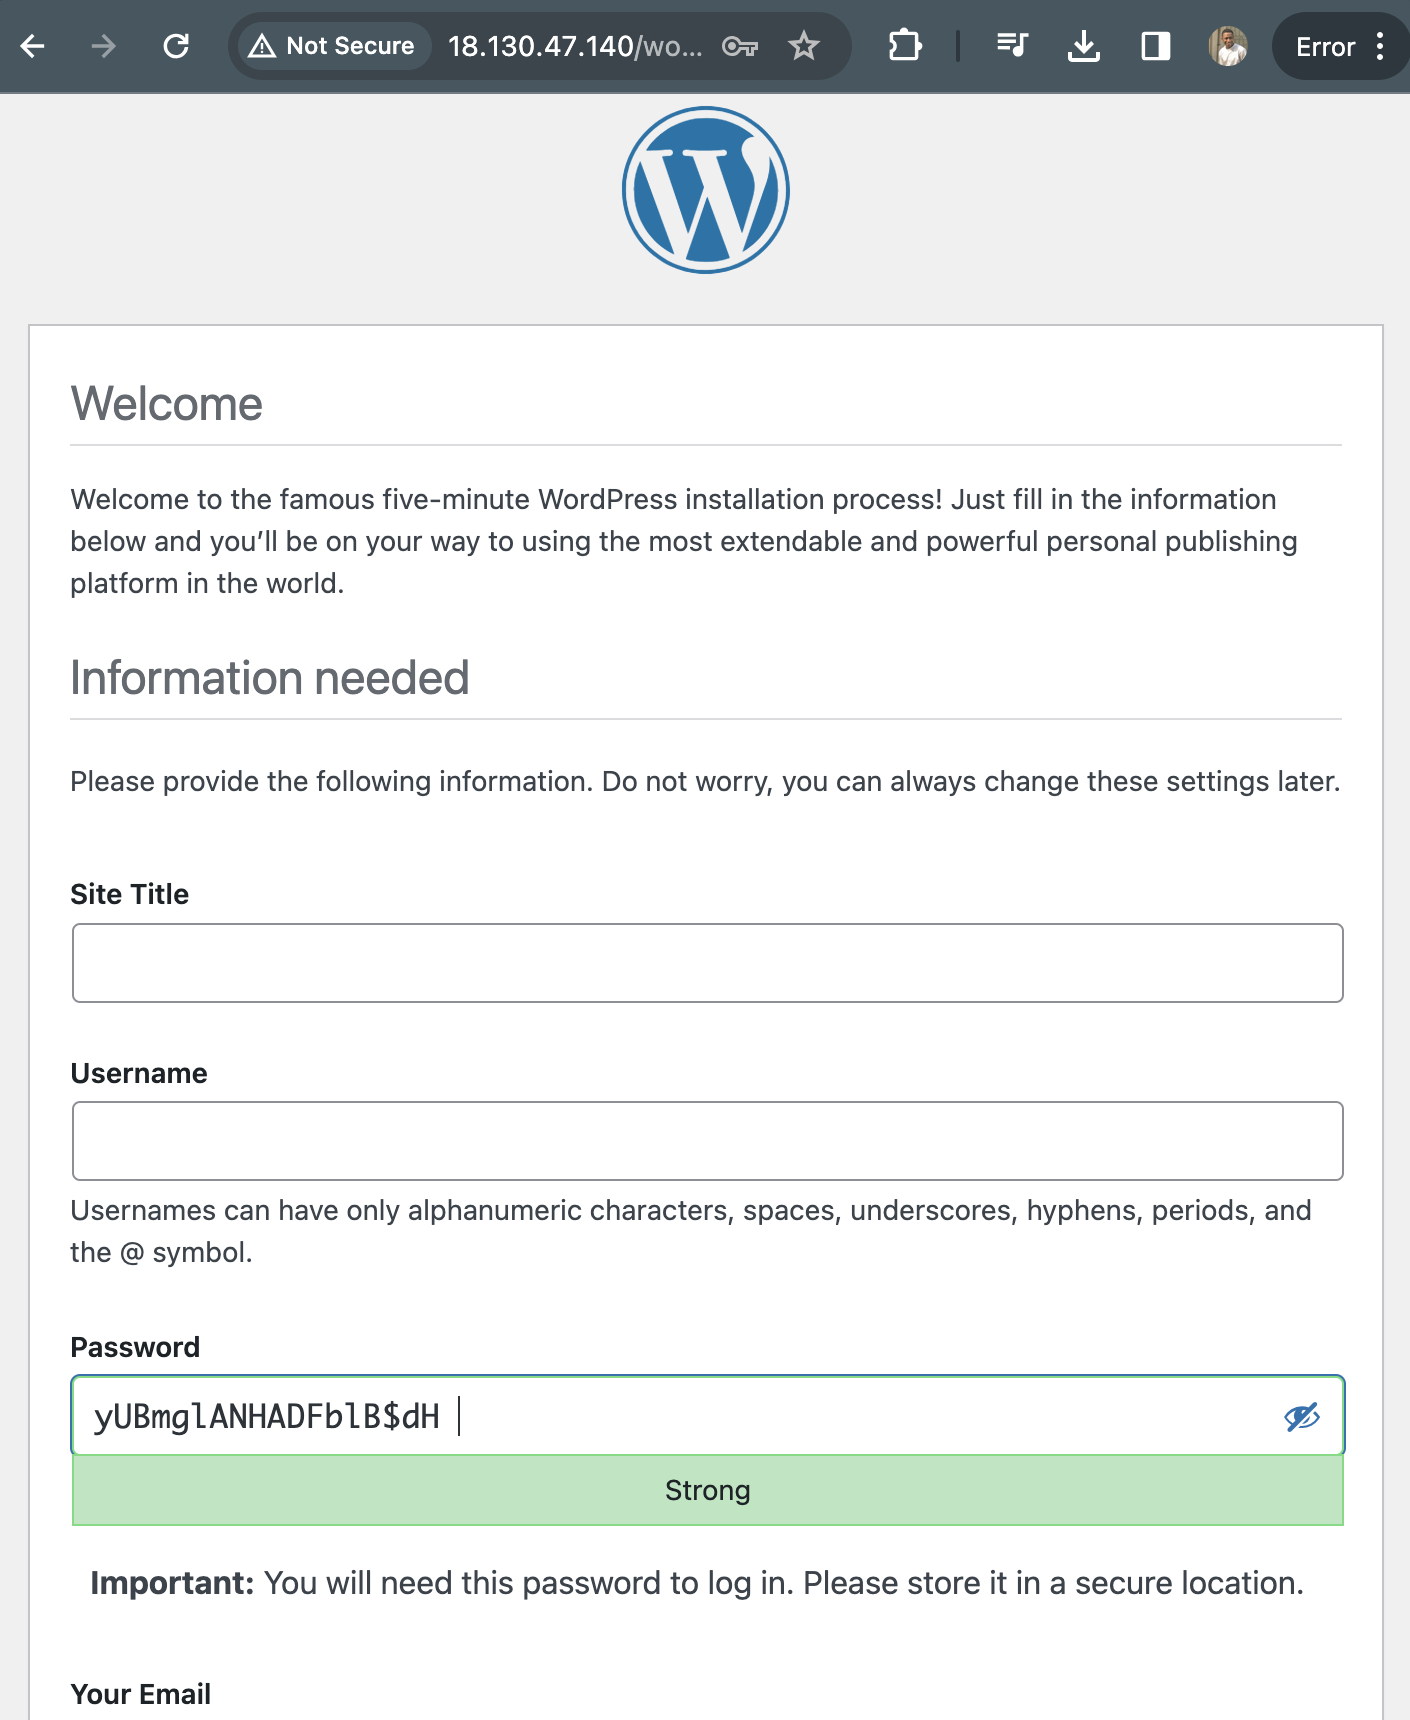 Not Secure 18.130.47.140/wo... Error
Welcome
Welcome to the famous five-minute WordPress installation process! Just fill in the information
below and you’ll be on your way to using the most extendable and powerful personal publishing
platform in the world.
Information needed
Please provide the following information. Do not worry, you can always change these settings later.
Site Title
Username
Usernames can have only alphanumeric characters, spaces, underscores, hyphens, periods, and
the @ symbol.
Password
yUBmglANHADFblB$dH
Strong
Important: You will need this password to log in. Please store it in a secure location.
Your Email